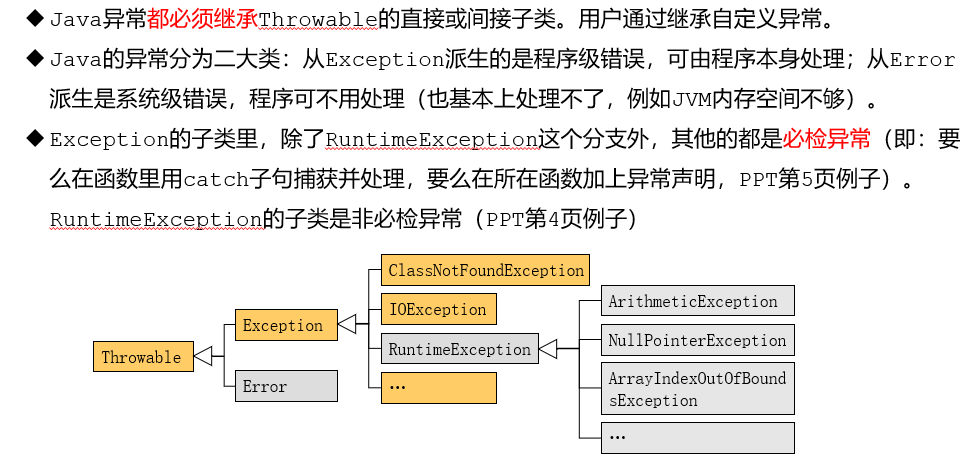 ◆ Java异常都必须继承Throwable的直接或间接子类。用户通过继承自定义异常。
◆ Java的异常分为二大类：从Exception派生的是程序级错误，可由程序本身处理；从Error
派生是系统级错误，程序可不用处理（也基本上处理不了，例如JVM内存空间不够）。
◆ Exception的子类里，除了RuntimeException这个分支外，其他的都是必检异常（即：要
么在函数里用catch子句捕获并处理，要么在所在函数加上异常声明，PPT第5页例子）。
RuntimeException的子类是非必检异常（PPT第4页例子）
Throwable
Exception
Error
ClassNotFoundException
IOException
RuntimeException
…
ArithmeticException
NullPointerException
ArrayIndexOutOfBound
sException
…